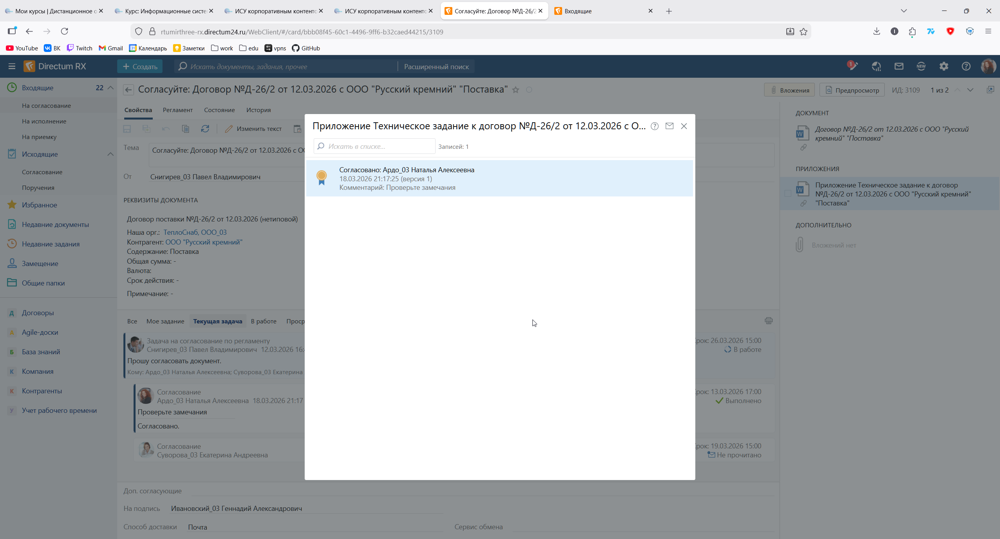 Мои курсы | Дистанционное о
Курс: Информационные систе
ИСУ корпоративным контенто
ИСУ корпоративным контенто
Согласуйте: Договор №Д-26/2
Входящие
rtumirthree-rx.directum24.ru/WebClient/#/card/bbb08f45-60c1-4496-9ff6-b32caed44215/3109
YouTube
ВК
Twitch
Gmail
31
Календарь
Заметки
work
edu
vpns
GitHub
Directum RX
Создать
Искать документы, задания, прочее
Расширенный поиск
1
NEW
Входящие 22
На согласование
На исполнение
На приемку
Исходящие
Согласование
Поручения
Избранное
Недавние документы
Недавние задания
Замещение
Общие папки
Д Договоры
A Agile-доски
Б База знаний
К Компания
К Контрагенты
У Учет рабочего времени
Согласуйте: Договор №Д-26/2 от 12.03.2026 с ООО "Русский кремний" "Поставка"
Вложения
Предпросмотр
ИД: 3109
1 из 2
Свойства
Регламент
Состояние
История
Изменить текст
Тема
Согласуйте: Договор №Д-26/2 от 12.03.2026 с ОО
От
Снигирев_03 Павел Владимирович
РЕКВИЗИТЫ ДОКУМЕНТА
Договор поставки №Д-26/2 от 12.03.2026 (нетиповой)
Наша орг.: ТеплоСнаб, ООО_03
Контрагент: ООО "Русский кремний"
Содержание: Поставка
Общая сумма: -
Валюта:
Срок действия: -
Примечание: -
Все
Мое задание
Текущая задача
В работе
Проср
Задача на согласование по регламенту
Снигирев_03 Павел Владимирович 12.03.2026 16:
Прошу согласовать документ.
Кому: Ардо_03 Наталья Алексеевна; Суворова_03 Екатерина
Срок: 26.03.2026 15:00
В работе
Согласование
Ардо_03 Наталья Алексеевна 18.03.2026 21:17
Проверьте замечания
Согласовано.
Срок: 13.03.2026 17:00
Выполнено
Согласование
Суворова_03 Екатерина Андреевна
Срок: 19.03.2026 15:00
Не прочитано
Доп. согласующие
На подпись
Ивановский_03 Геннадий Александрович
Способ доставки
Почта
Сервис обмена
Приложение Техническое задание к договор №Д-26/2 от 12.03.2026 с О...
Искать в списке...
Записей: 1
Согласовано: Ардо_03 Наталья Алексеевна
18.03.2026 21:17:25 (версия 1)
Комментарий: Проверьте замечания
ДОКУМЕНТ
W
Договор №Д-26/2 от 12.03.2026 с ООО "Русский
кремний" "Поставка"
ПРИЛОЖЕНИЯ
W
Приложение Техническое задание к договор
№Д-26/2 от 12.03.2026 с ООО "Русский кремний"
"Поставка"
ДОПОЛНИТЕЛЬНО
Вложений нет